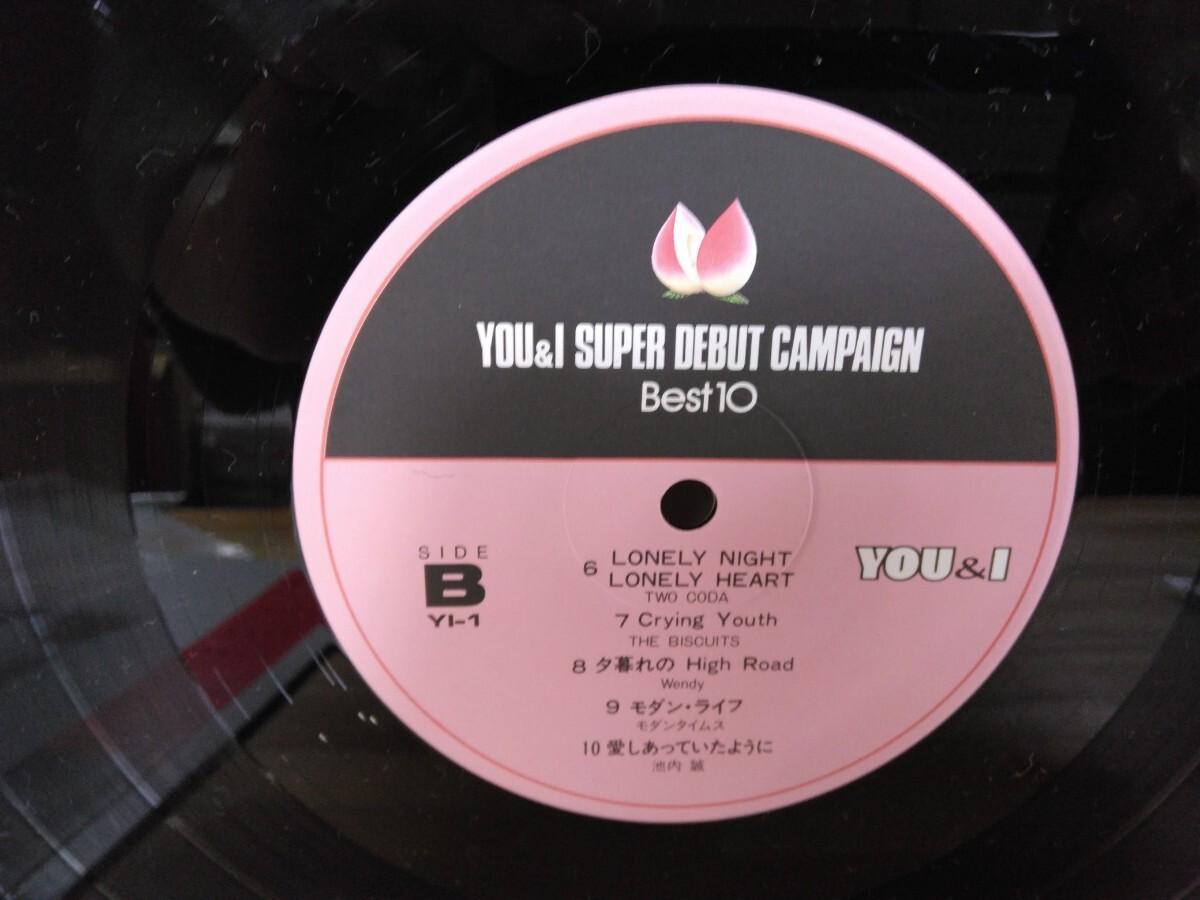 YOU&I SUPER DEBUT CAMPAIGN
Best10
SIDE
B
YI-1
YOU&I
6 LONELY NIGHT
LONELY HEART
TWO CODA
7 Crying Youth
THE BISCUITS
8 夕暮れの High Road
Wendy
9 モダン・ライフ
モダンタイムス
10 愛しあっていたように
池内 誠